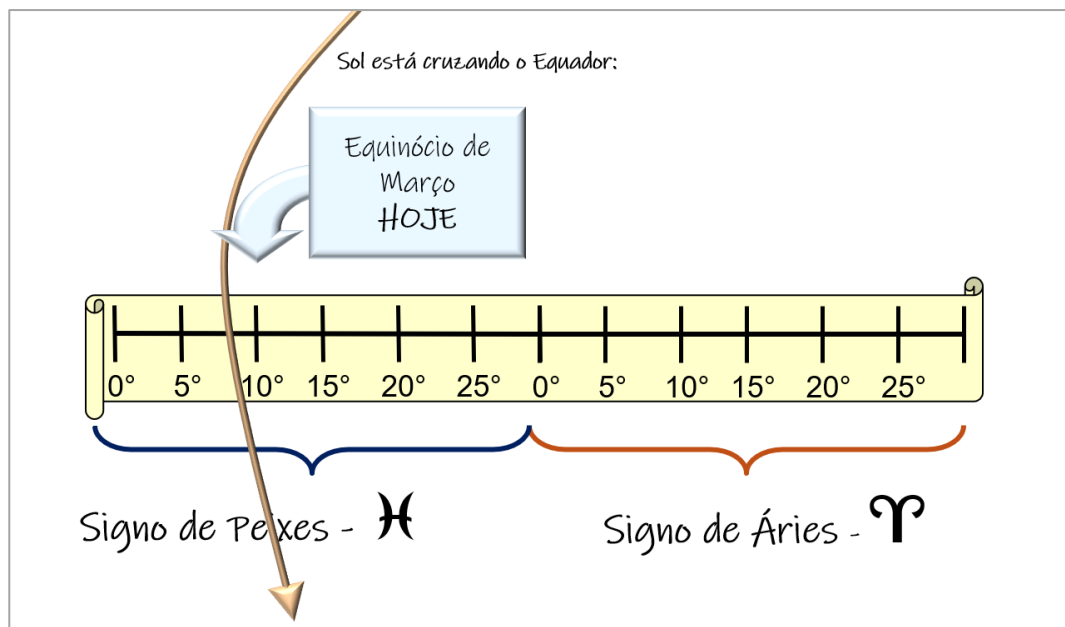 Sol está cruzando o Equador:
Equinócio de
Março
HOJE
0° 5° 10° 15° 20° 25° 0° 5° 10° 15° 20° 25°
Signo de Peixes - ♓ Signo de Áries - ♈